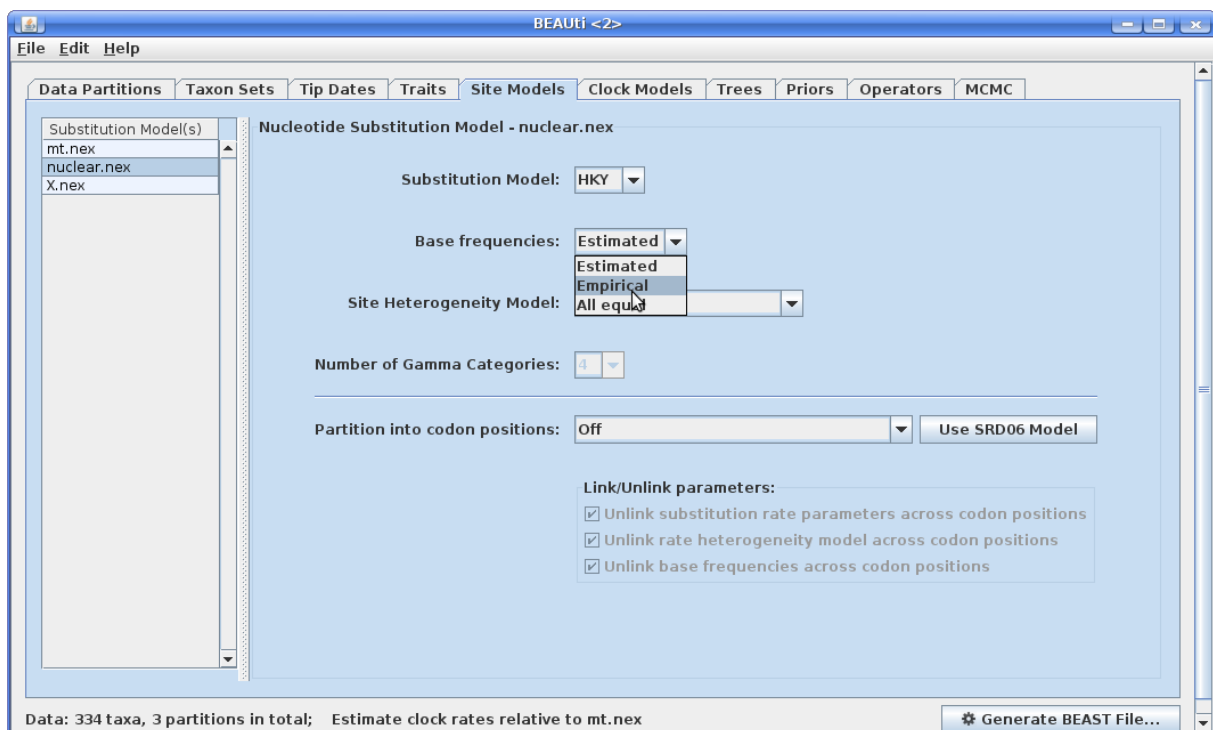 BEAUti <2>
File Edit Help
Data Partitions Taxon Sets Tip Dates Traits Site Models Clock Models Trees Priors Operators MCMC
Substitution Model(s)
mt.nex
nuclear.nex
X.nex
Nucleotide Substitution Model - nuclear.nex
Substitution Model: HKY
Base frequencies: Estimated
Estimated
Empirical
All equal
Site Heterogeneity Model:
Number of Gamma Categories: 4
Partition into codon positions: Off Use SRD06 Model
Link/Unlink parameters:
Unlink substitution rate parameters across codon positions
Unlink rate heterogeneity model across codon positions
Unlink base frequencies across codon positions
Data: 334 taxa, 3 partitions in total; Estimate clock rates relative to mt.nex Generate BEAST File...